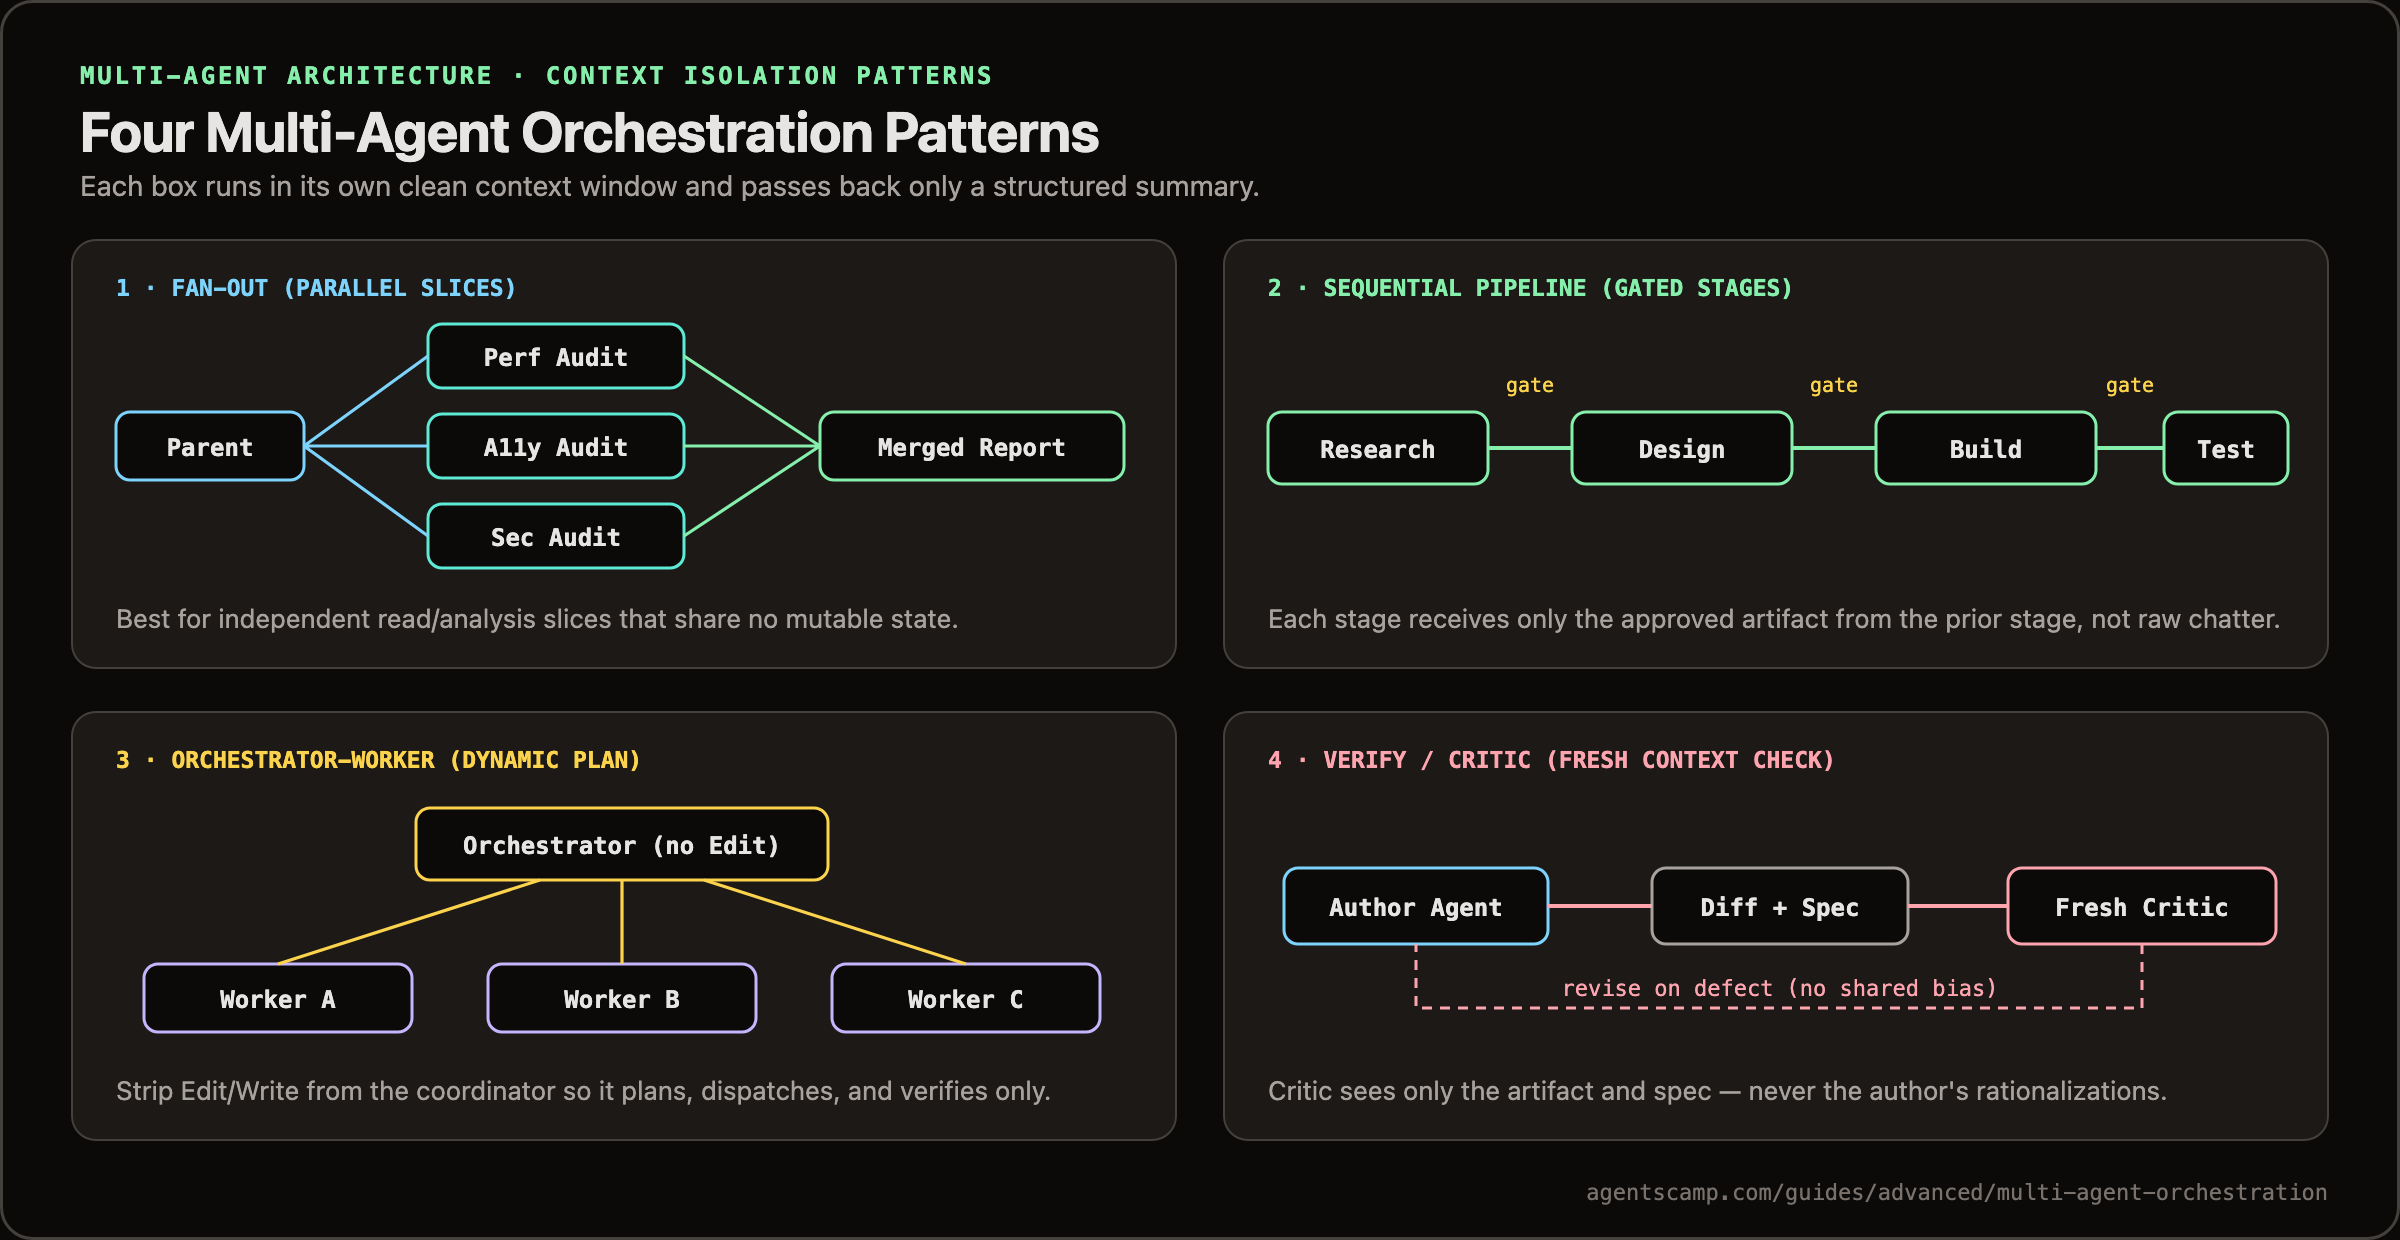 MULTI-AGENT ARCHITECTURE · CONTEXT ISOLATION PATTERNS
Four Multi-Agent Orchestration Patterns
Each box runs in its own clean context window and passes back only a structured summary.
1 · FAN-OUT (PARALLEL SLICES)
Perf Audit
Parent
A11y Audit
Merged Report
Sec Audit
Best for independent read/analysis slices that share no mutable state.
2 · SEQUENTIAL PIPELINE (GATED STAGES)
gate
gate
gate
Research
Design
Build
Test
Each stage receives only the approved artifact from the prior stage, not raw chatter.
3 · ORCHESTRATOR-WORKER (DYNAMIC PLAN)
Orchestrator (no Edit)
Worker A
Worker B
Worker C
Strip Edit/Write from the coordinator so it plans, dispatches, and verifies only.
4 · VERIFY / CRITIC (FRESH CONTEXT CHECK)
Author Agent
Diff + Spec
Fresh Critic
revise on defect (no shared bias)
Critic sees only the artifact and spec — never the author's rationalizations.
agentscamp.com/guides/advanced/multi-agent-orchestration